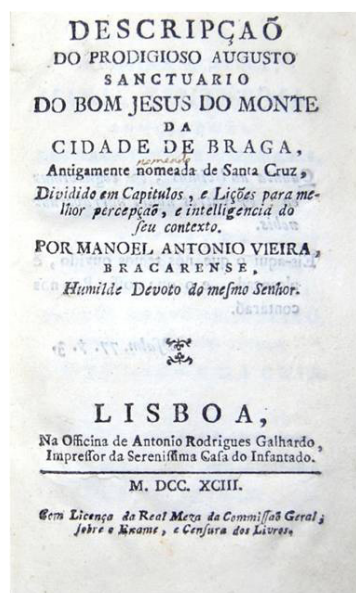 DESCRIPÇAÕ
DO PRODIGIOSO AUGUSTO
SANCTUARIO
DO BOM JESUS DO MONTE
DA
CIDADE DE BRAGA,
nomeada
Antigamente nomeada de Santa Cruz,
Dividido em Capitulos, e Lições para me-
lhor percepçaõ, e intelligencia do
seu contexto.
POR MANOEL ANTONIO VIEIRA,
BRACARENSE,
Humilde Devoto do mesmo Senhor.
LISBOA,
Na Officina de Antonio Rodrigues Galhardo,
Impressor da Serenissima Casa do Infantado.
M. DCC. XCIII.
Com Licença da Real Meza da Commissaõ Geral,
sobre o Exame, e Censura dos Livros.